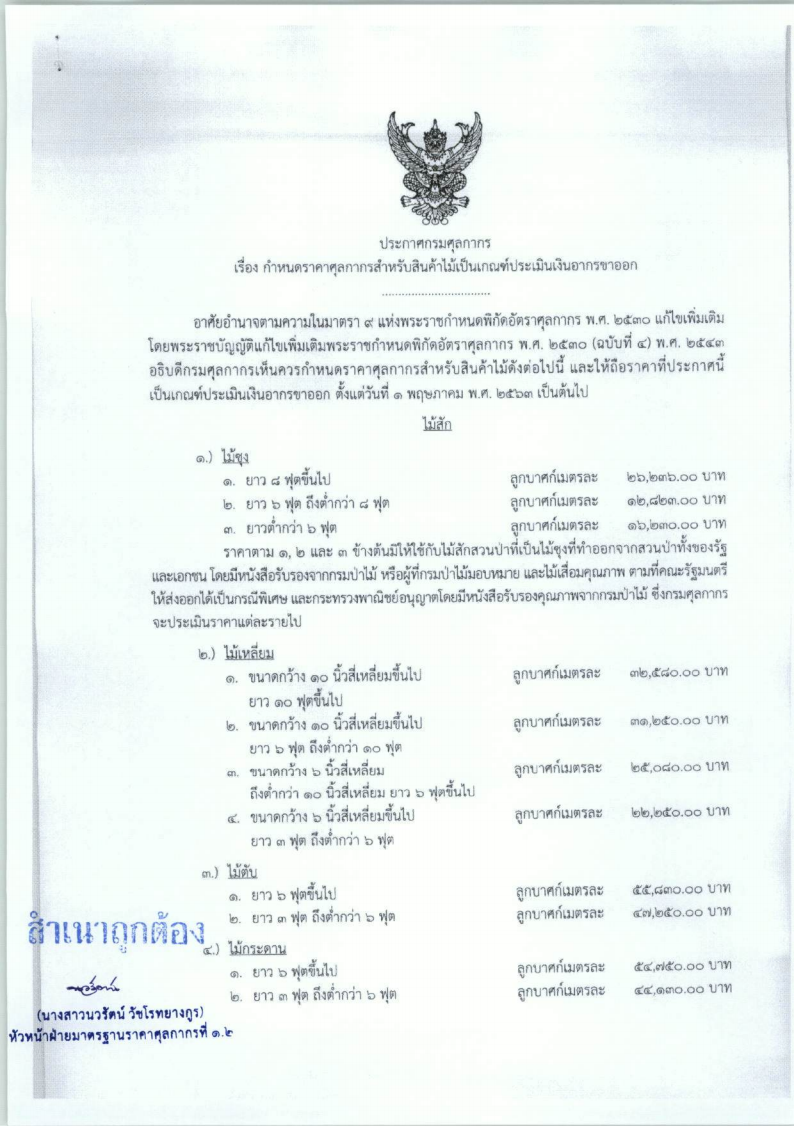 ประกาศกรมศุลกากร
เรื่อง กำหนดราคาศุลกากรสำหรับสินค้าไม้เป็นเกณฑ์ประเมินเงินอากรขาออก
................................
อาศัยอำนาจตามความในมาตรา ๙ แห่งพระราชกำหนดพิกัดอัตราศุลกากร พ.ศ. ๒๕๓๐ แก้ไขเพิ่มเติม
โดยพระราชบัญญัติแก้ไขเพิ่มเติมพระราชกำหนดพิกัดอัตราศุลกากร พ.ศ. ๒๕๓๐ (ฉบับที่ ๔) พ.ศ. ๒๕๔๓
อธิบดีกรมศุลกากรเห็นควรกำหนดราคาศุลกากรสำหรับสินค้าไม้ดังต่อไปนี้ และให้ถือราคาที่ประกาศนี้
เป็นเกณฑ์ประเมินเงินอากรขาออก ตั้งแต่วันที่ ๑ พฤษภาคม พ.ศ. ๒๕๖๓ เป็นต้นไป
ไม้สัก
๑.) ไม้ซุง
๑. ยาว ๘ ฟุตขึ้นไป ลูกบาศก์เมตรละ ๒๖,๒๓๖.๐๐ บาท
๒. ยาว ๖ ฟุต ถึงต่ำกว่า ๘ ฟุต ลูกบาศก์เมตรละ ๑๒,๘๒๓.๐๐ บาท
๓. ยาวต่ำกว่า ๖ ฟุต ลูกบาศก์เมตรละ ๑๖,๒๓๐.๐๐ บาท
ราคาตาม ๑, ๒ และ ๓ ข้างต้นมิให้ใช้กับไม้สักสวนป่าที่เป็นไม้ซุงที่ทำออกจากสวนป่าทั้งของรัฐ
และเอกชน โดยมีหนังสือรับรองจากกรมป่าไม้ หรือผู้ที่กรมป่าไม้มอบหมาย และไม้เสื่อมคุณภาพ ตามที่คณะรัฐมนตรี
ให้ส่งออกได้เป็นกรณีพิเศษ และกระทรวงพาณิชย์อนุญาตโดยมีหนังสือรับรองคุณภาพจากกรมป่าไม้ ซึ่งกรมศุลกากร
จะประเมินราคาแต่ละรายไป
๒.) ไม้เหลี่ยม
๑. ขนาดกว้าง ๑๐ นิ้วสี่เหลี่ยมขึ้นไป ลูกบาศก์เมตรละ ๓๒,๕๘๐.๐๐ บาท
ยาว ๑๐ ฟุตขึ้นไป
๒. ขนาดกว้าง ๑๐ นิ้วสี่เหลี่ยมขึ้นไป ลูกบาศก์เมตรละ ๓๑,๒๕๐.๐๐ บาท
ยาว ๖ ฟุต ถึงต่ำกว่า ๑๐ ฟุต
๓. ขนาดกว้าง ๖ นิ้วสี่เหลี่ยม ลูกบาศก์เมตรละ ๒๕,๐๘๐.๐๐ บาท
ถึงต่ำกว่า ๑๐ นิ้วสี่เหลี่ยม ยาว ๖ ฟุตขึ้นไป
๔. ขนาดกว้าง ๖ นิ้วสี่เหลี่ยมขึ้นไป ลูกบาศก์เมตรละ ๒๒,๒๕๐.๐๐ บาท
ยาว ๓ ฟุต ถึงต่ำกว่า ๖ ฟุต
๓.) ไม้ตับ
๑. ยาว ๖ ฟุตขึ้นไป ลูกบาศก์เมตรละ ๕๕,๘๓๐.๐๐ บาท
๒. ยาว ๓ ฟุต ถึงต่ำกว่า ๖ ฟุต ลูกบาศก์เมตรละ ๔๗,๒๕๐.๐๐ บาท
๔.) ไม้กระดาน
๑. ยาว ๖ ฟุตขึ้นไป ลูกบาศก์เมตรละ ๕๔,๗๕๐.๐๐ บาท
๒. ยาว ๓ ฟุต ถึงต่ำกว่า ๖ ฟุต ลูกบาศก์เมตรละ ๔๔,๑๓๐.๐๐ บาท
สำเนาถูกต้อง
(นางสาวนวรัตน์ วัชโรทยางกูร)
หัวหน้าฝ่ายมาตรฐานราคาศุลกากรที่ ๑.๒